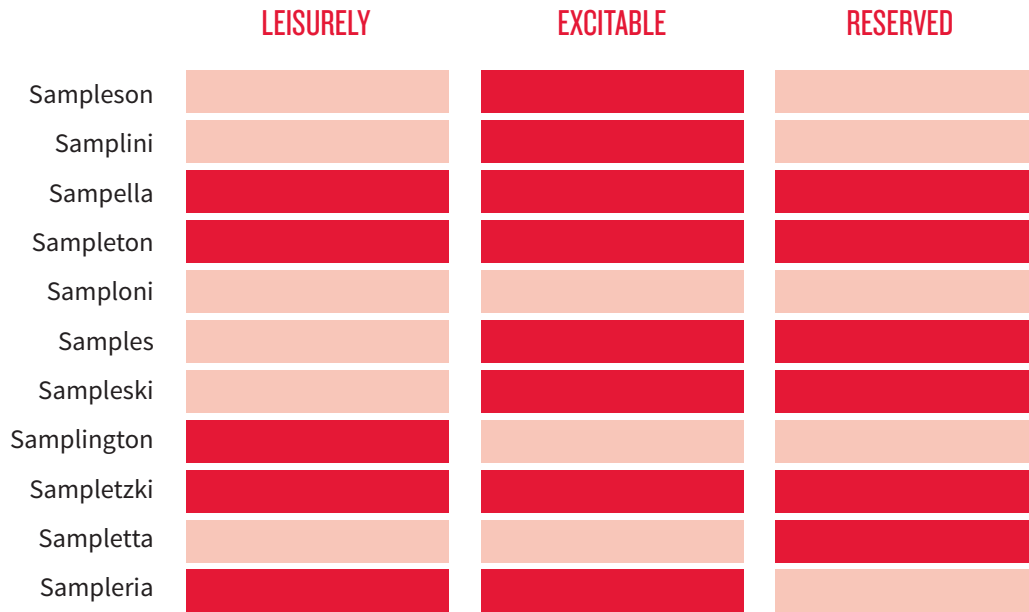 LEISURELY EXCITABLE RESERVED
Sampleson
Samplini
Sampella
Sampleton
Samploni
Samples
Sampleski
Samplington
Sampletzki
Sampletta
Sampleria